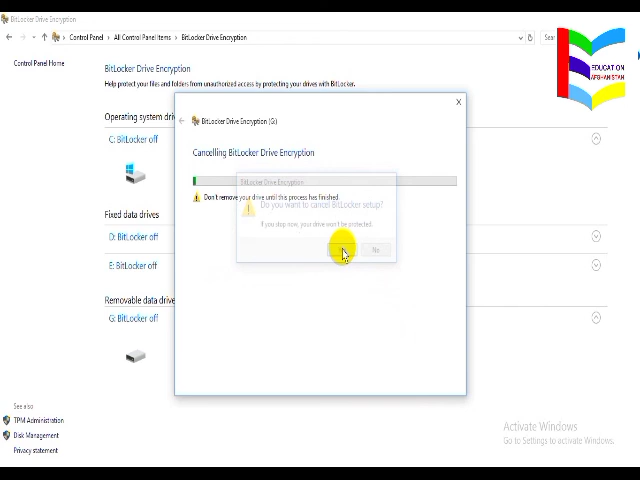 BitLocker Drive Encryption
Control Panel
All Control Panel Items
BitLocker Drive Encryption
Sear
EDUCATION
AFGHANISTAN
Control Panel Home
BitLocker Drive Encryption
Help protect your files and folders from unauthorized access by protecting your drives with BitLocker.
Operating system driv
C: BitLocker off
Fixed data drives
D: BitLocker off
E: BitLocker off
Removable data drive
G: BitLocker off
BitLocker Drive Encryption (G:)
Cancelling BitLocker Drive Encryption
Don't remove your drive until this process has finished.
BitLocker Drive Encryption
Do you want to cancel BitLocker setup?
If you stop now, your drive won't be protected.
No
See also
TPM Administration
Disk Management
Privacy statement
Activate Windows
Go to Settings to activate Windows.